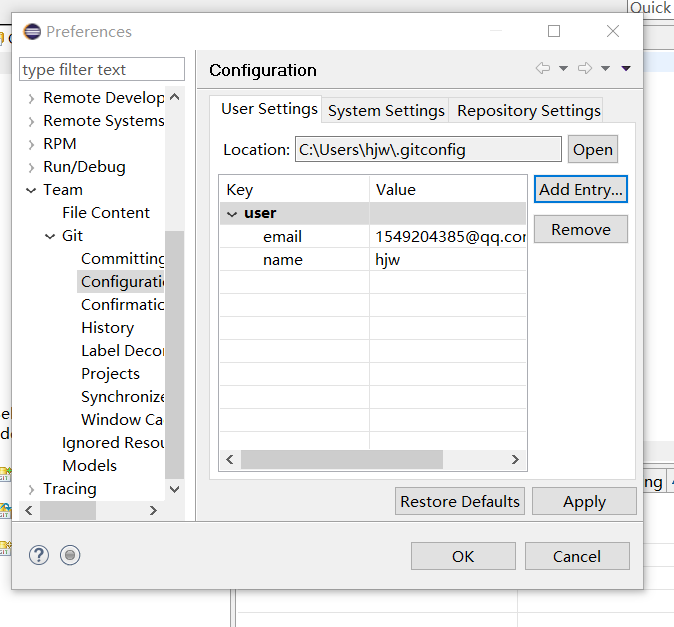 Quick
Preferences
type filter text
Configuration
Remote Develop
Remote Systems
RPM
Run/Debug
Team
File Content
Git
Committing
Configurati
Confirmatic
History
Label Decor
Projects
Synchronize
Window Ca
Ignored Resou
Models
Tracing
User Settings
System Settings
Repository Settings
Location:
C:\Users\hjw\.gitconfig
Open
Key
Value
Add Entry...
user
Remove
email
1549204385@qq.com
name
hjw
ng
Restore Defaults
Apply
OK
Cancel